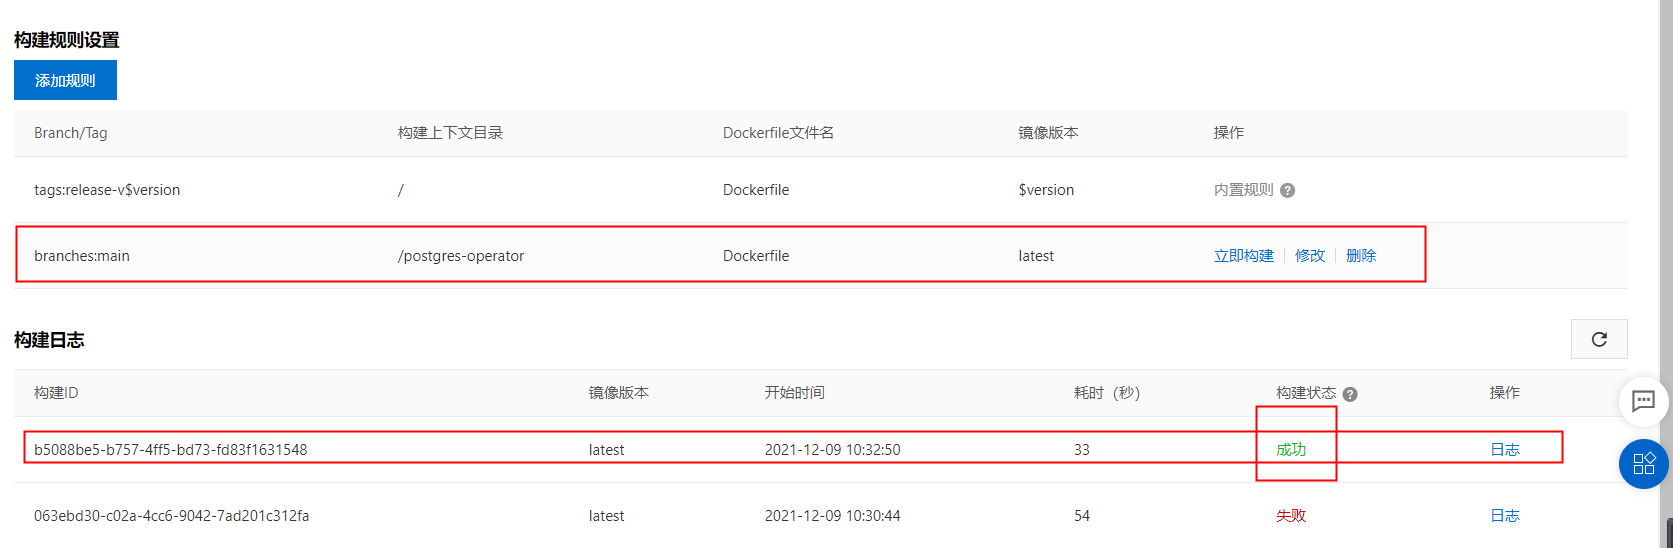 构建规则设置
添加规则
Branch/Tag 构建上下文目录 Dockerfile文件名 镜像版本 操作
tags:release-v$version / Dockerfile $version 内置规则 ?
branches:main /postgres-operator Dockerfile latest 立即构建 修改 删除
构建日志
构建ID 镜像版本 开始时间 耗时（秒） 构建状态 ? 操作
b5088be5-b757-4ff5-bd73-fd83f1631548 latest 2021-12-09 10:32:50 33 成功 日志
063ebd30-c02a-4cc6-9042-7ad201c312fa latest 2021-12-09 10:30:44 54 失败 日志